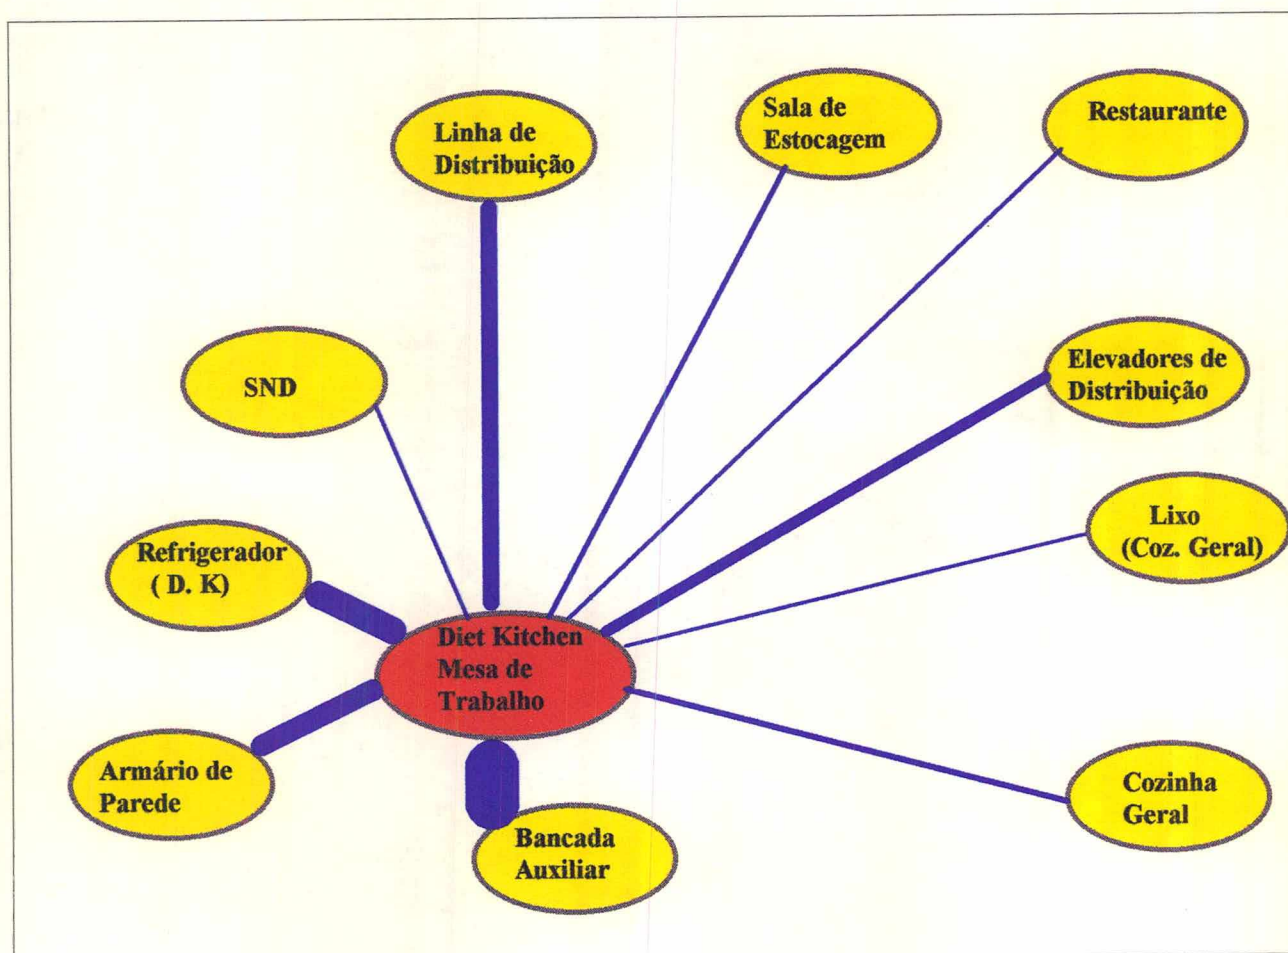 Linha de
Distribuição
Sala de
Estocagem
Restaurante
SND
Elevadores de
Distribuição
Lixo
(Coz. Geral)
Refrigerador
( D. K)
Diet Kitchen
Mesa de
Trabalho
Armário de
Parede
Cozinha
Geral
Bancada
Auxiliar